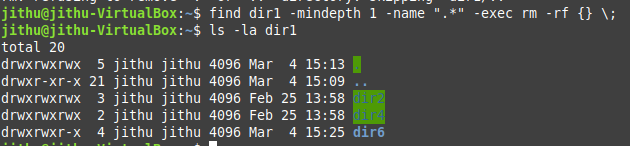 jithu@jithu-VirtualBox:~$ find dir1 -mindepth 1 -name ".*" -exec rm -rf {} \;
jithu@jithu-VirtualBox:~$ ls -la dir1
total 20
drwxrwxrwx  5 jithu jithu 4096 Mar  4 15:13 .
drwxr-xr-x 21 jithu jithu 4096 Mar  4 15:09 ..
drwxrwxrwx  3 jithu jithu 4096 Feb 25 13:58 dir2
drwxrwxrwx  2 jithu jithu 4096 Feb 25 13:58 dir4
drwxrwxr-x  4 jithu jithu 4096 Mar  4 15:25 dir6